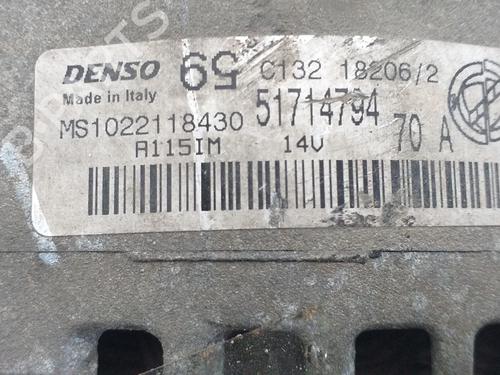 DENSO 65 C132 18206/2
Made in Italy
MS1022118430 51714794
A115IM 14V 70 A